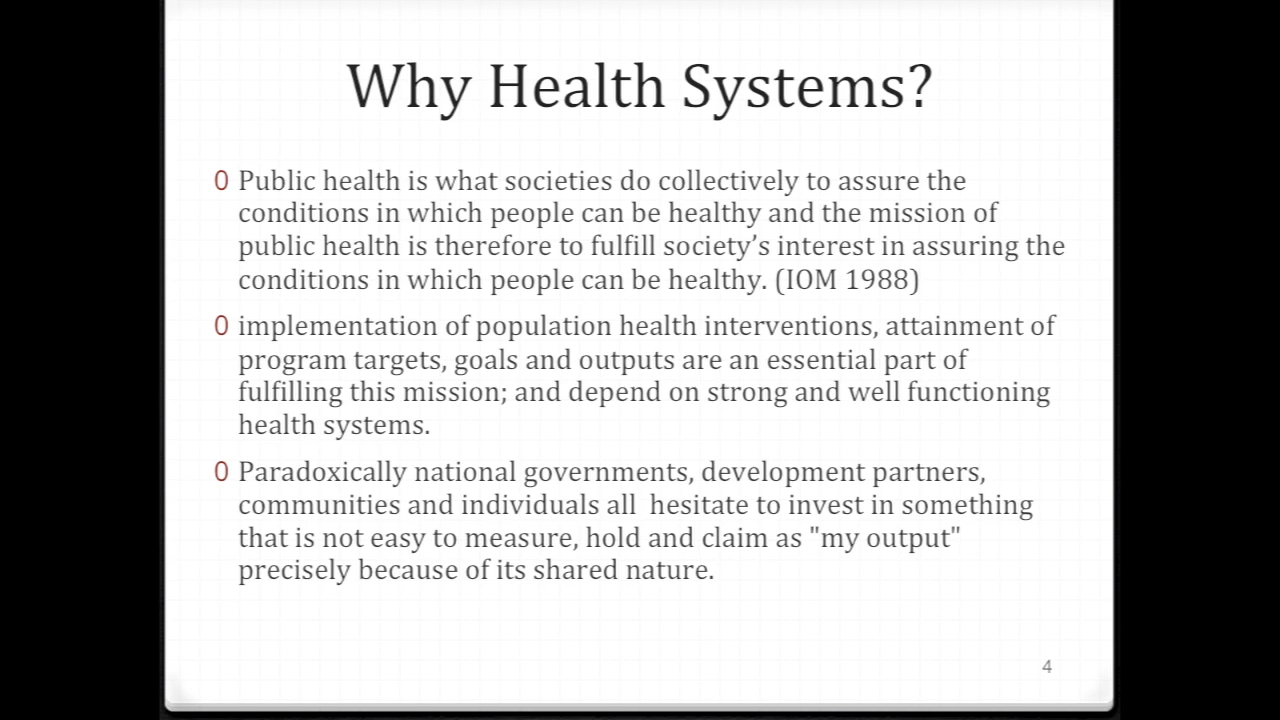 Why Health Systems?
0 Public health is what societies do collectively to assure the
conditions in which people can be healthy and the mission of
public health is therefore to fulfill society’s interest in assuring the
conditions in which people can be healthy. (IOM 1988)
0 implementation of population health interventions, attainment of
program targets, goals and outputs are an essential part of
fulfilling this mission; and depend on strong and well functioning
health systems.
0 Paradoxically national governments, development partners,
communities and individuals all  hesitate to invest in something
that is not easy to measure, hold and claim as "my output"
precisely because of its shared nature.
4